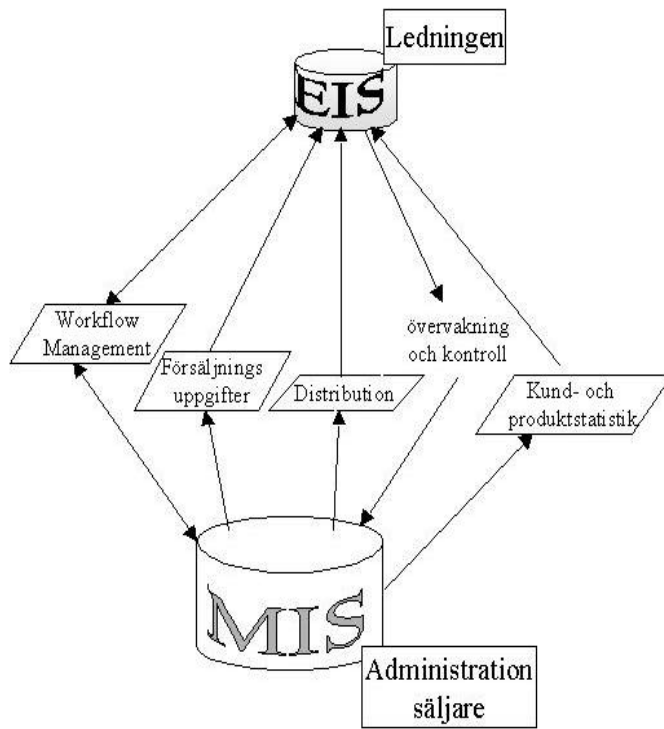 Ledningen
EIS
Workflow
Management
Försäljnings
uppgifter
Distribution
övervakning
och kontroll
Kund- och
produktstatistik
MIS
Administration
säljare